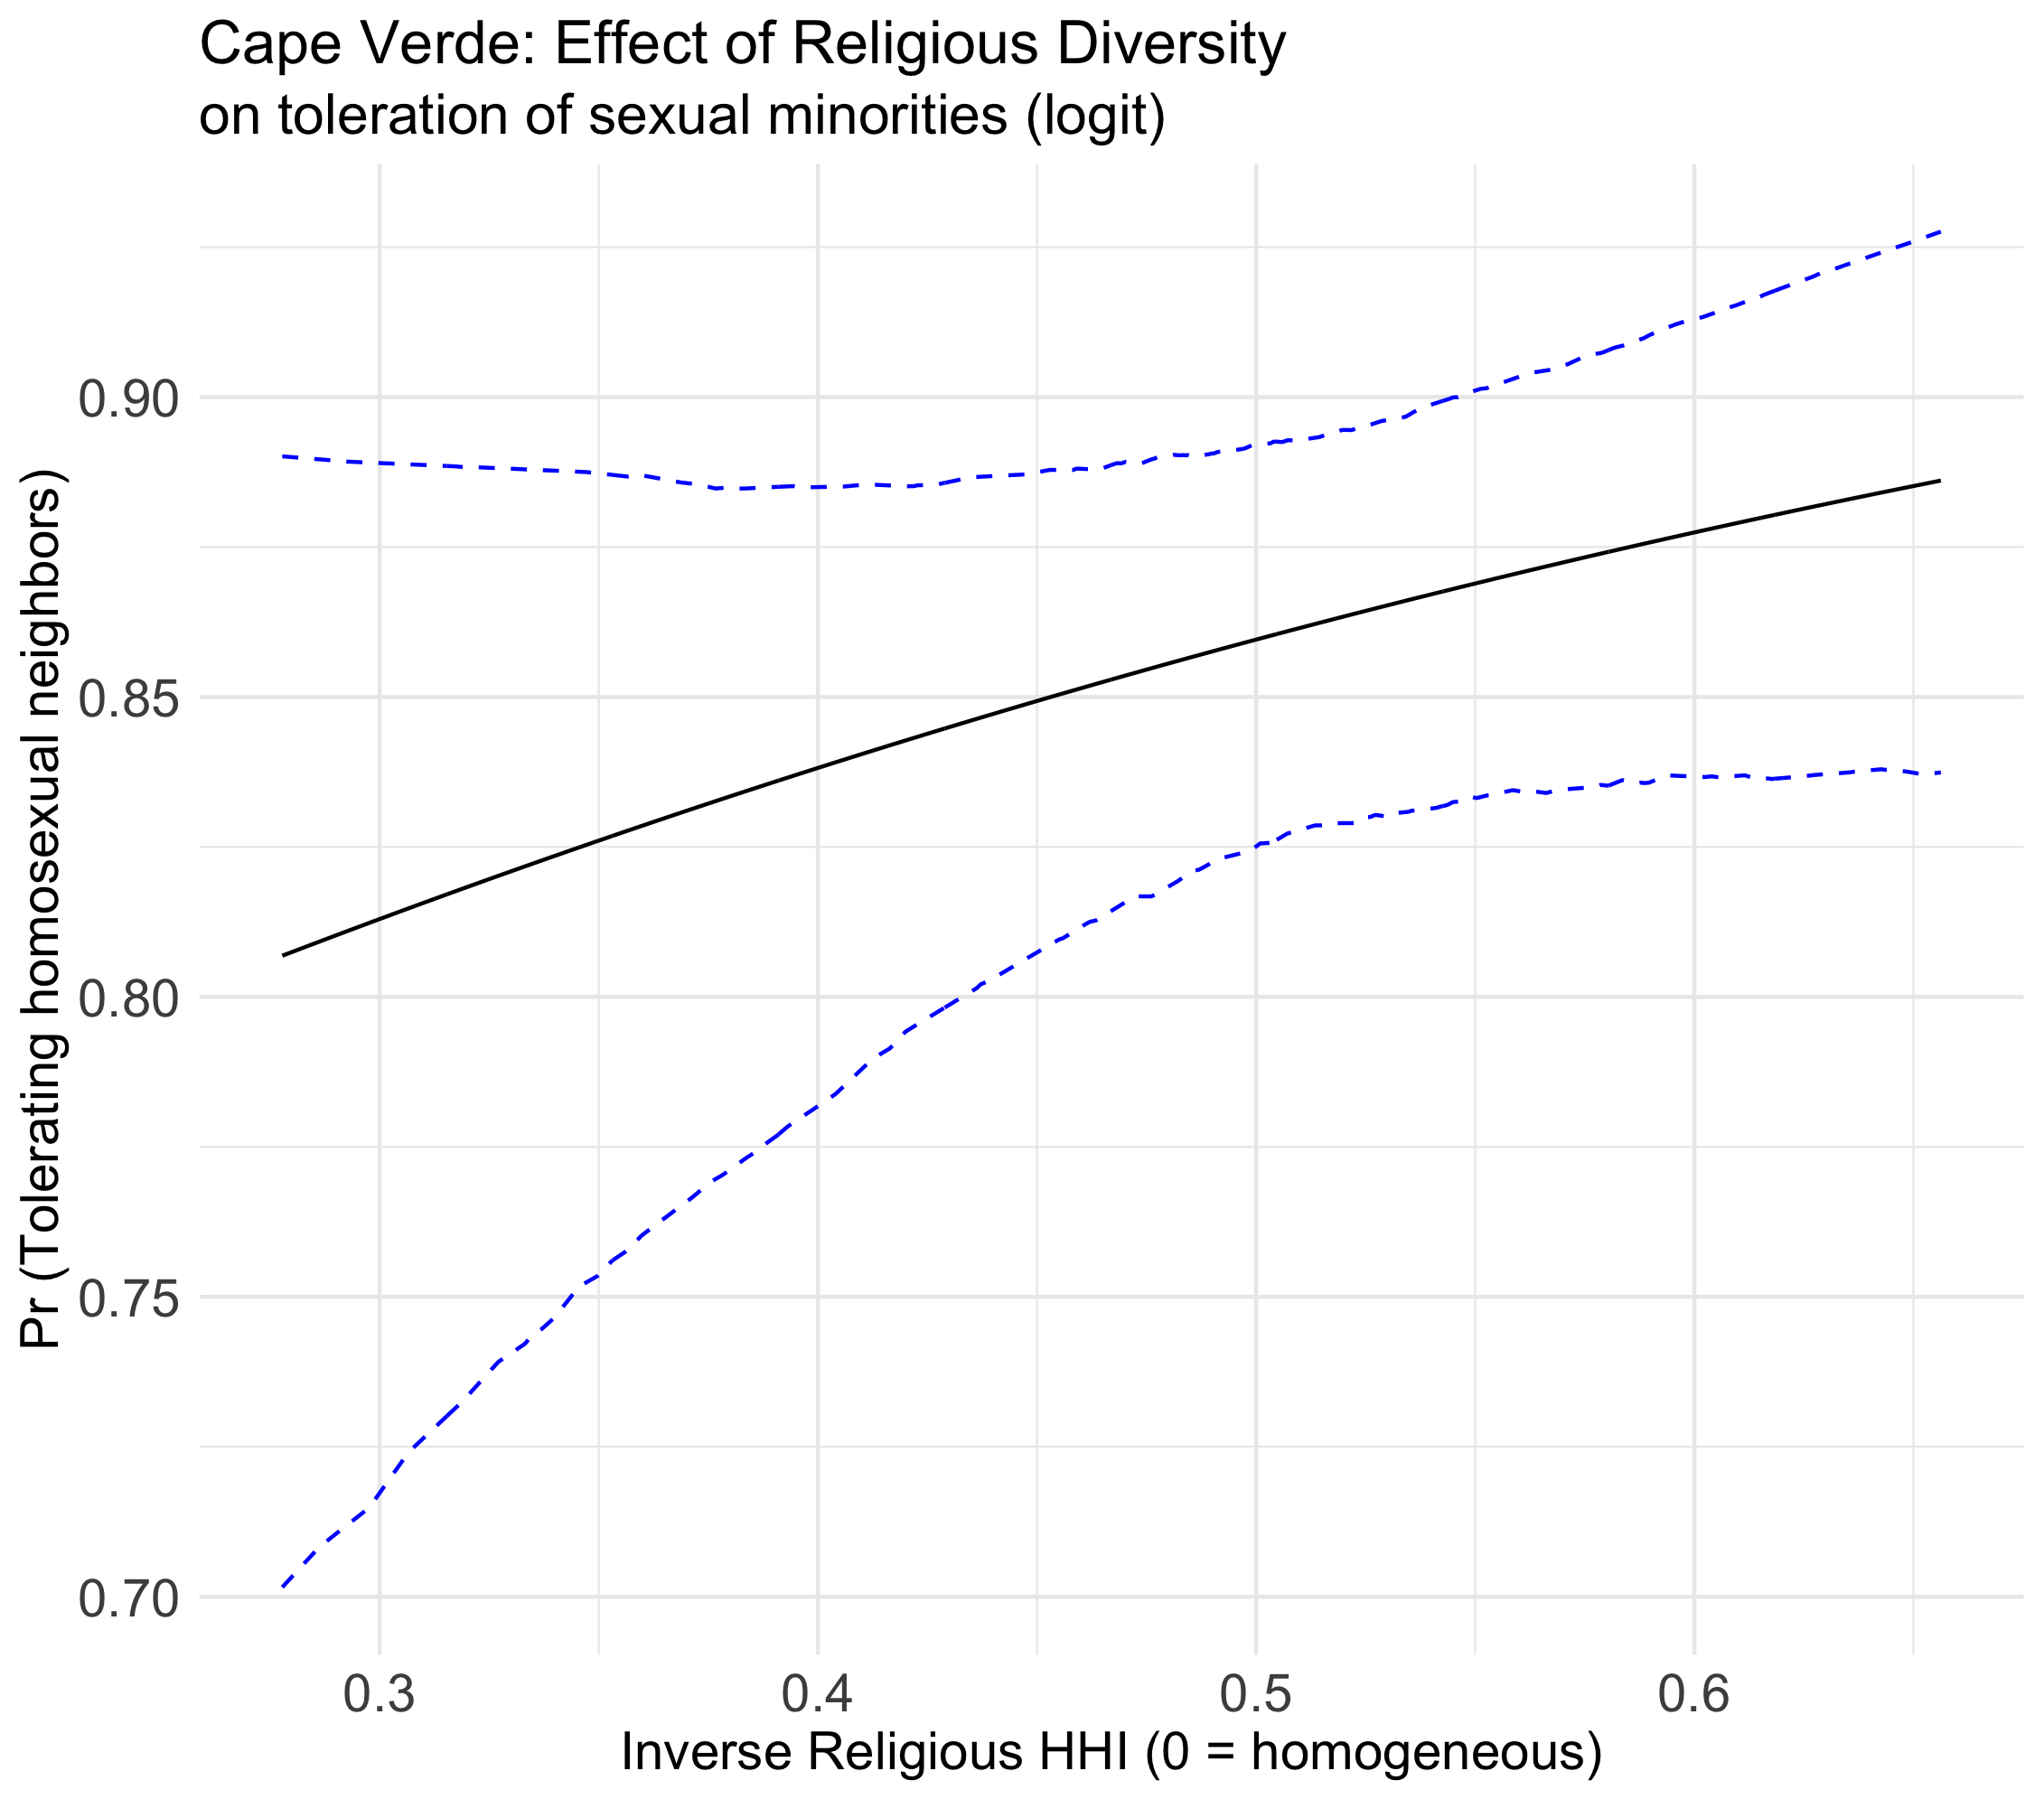 Cape Verde: Effect of Religious Diversity
on toleration of sexual minorities (logit)
Pr (Tolerating homosexual neighbors)
0.90
0.85
0.80
0.75
0.70
0.3
0.4
0.5
0.6
Inverse Religious HHI (0 = homogeneous)